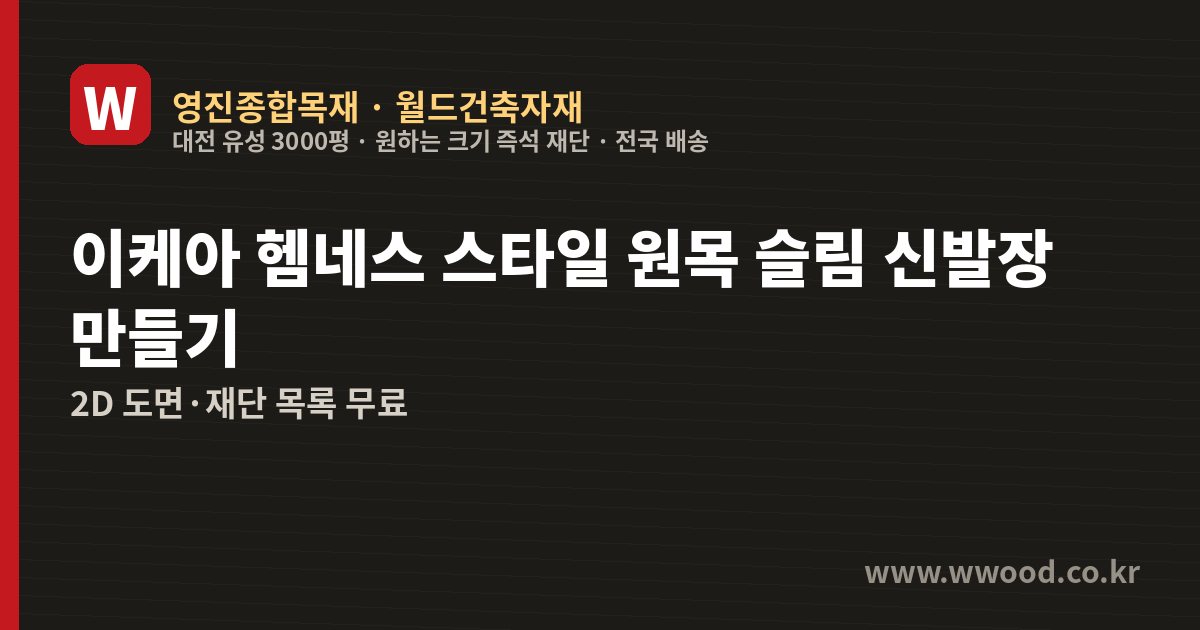 W
영진종합목재 · 월드건축자재
대전 유성 3000평 · 원하는 크기 즉석 재단 · 전국 배송
이케아 헴네스 스타일 원목 슬림 신발장
만들기
2D 도면·재단 목록 무료
www.wwood.co.kr